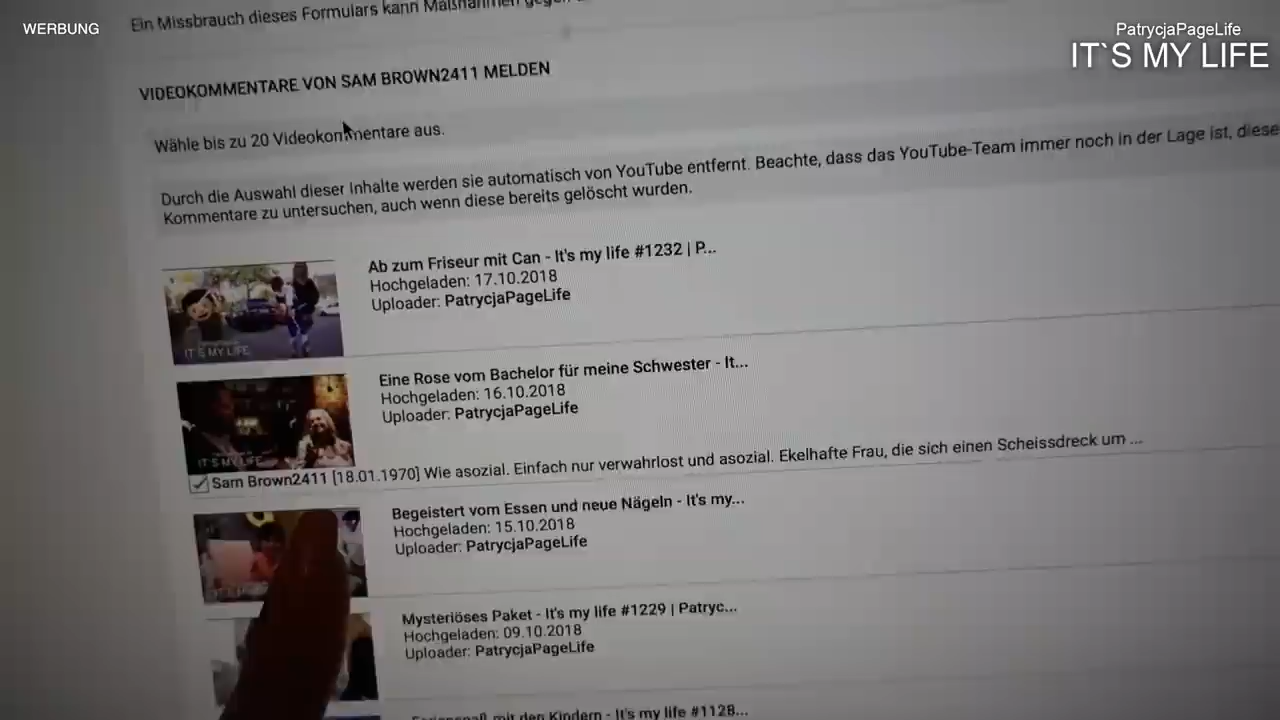 WERBUNG
PatrycjaPageLife
IT`S MY LIFE
Ein Missbrauch dieses Formulars kann Maßnahmen gegen
VIDEOKOMMENTARE VON SAM BROWN2411 MELDEN
Wähle bis zu 20 Videokommentare aus.
Durch die Auswahl dieser Inhalte werden sie automatisch von YouTube entfernt. Beachte, dass das YouTube-Team immer noch in der Lage ist, diese
Kommentare zu untersuchen, auch wenn diese bereits gelöscht wurden.
Ab zum Friseur mit Can - It's my life #1232 | P...
Hochgeladen: 17.10.2018
Uploader: PatrycjaPageLife
IT'S MY LIFE
Eine Rose vom Bachelor für meine Schwester - It...
Hochgeladen: 16.10.2018
Uploader: PatrycjaPageLife
IT'S MY LIFE
Sam Brown2411 [18.01.1970] Wie asozial. Einfach nur verwahrlost und asozial. Ekelhafte Frau, die sich einen Scheissdreck um ...
Begeistert vom Essen und neue Nägeln - It's my...
Hochgeladen: 15.10.2018
Uploader: PatrycjaPageLife
Mysteriöses Paket - It's my life #1229 | Patryc...
Hochgeladen: 09.10.2018
Uploader: PatrycjaPageLife
Ferienspaß mit den Kindern - It's my life #1128...